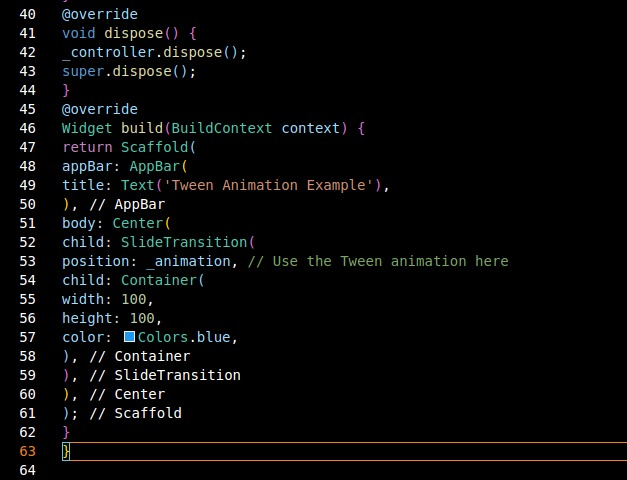 40 @override
41 void dispose() {
42 _controller.dispose();
43 super.dispose();
44 }
45 @override
46 Widget build(BuildContext context) {
47 return Scaffold(
48 appBar: AppBar(
49 title: Text('Tween Animation Example'),
50 ), // AppBar
51 body: Center(
52 child: SlideTransition(
53 position: _animation, // Use the Tween animation here
54 child: Container(
55 width: 100,
56 height: 100,
57 color: Colors.blue,
58 ), // Container
59 ), // SlideTransition
60 ), // Center
61 ); // Scaffold
62 }
63 }
64